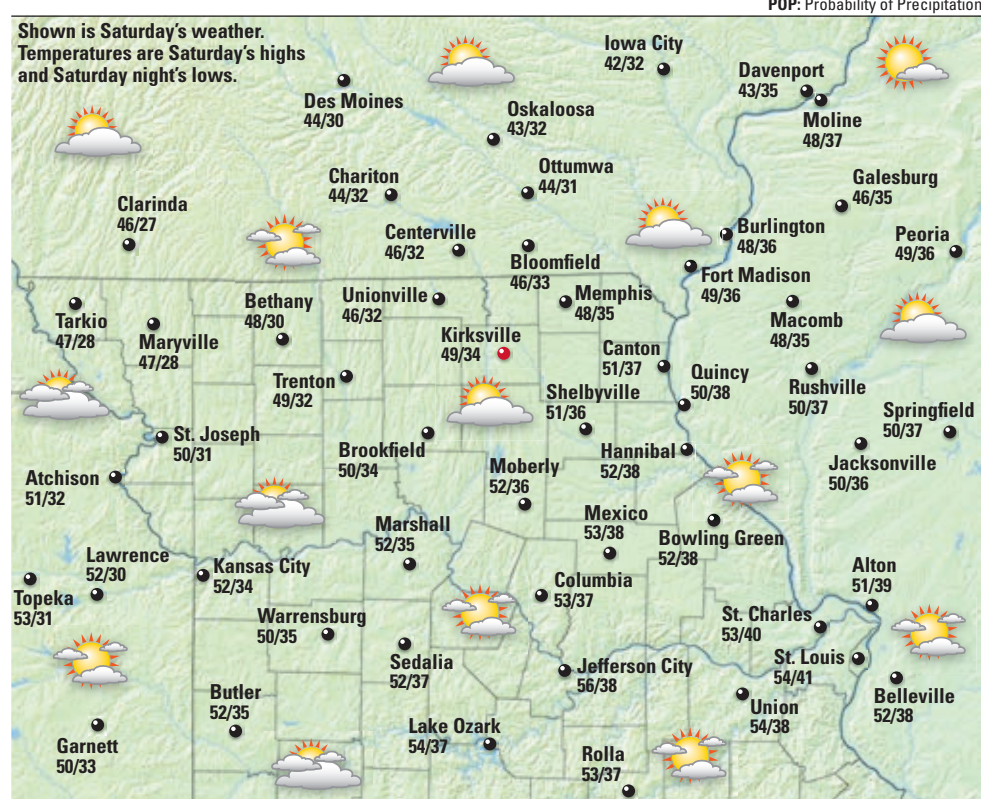 POP: Probability of Precipitation
Shown is Saturday's weather.
Temperatures are Saturday's highs
and Saturday night's lows.
Iowa City
42/32
Davenport
43/35
Moline
48/37
Des Moines
44/30
Oskaloosa
43/32
Ottumwa
44/31
Chariton
44/32
Galesburg
46/35
Clarinda
46/27
Centerville
46/32
Bloomfield
46/33
Burlington
48/36
Peoria
49/36
Fort Madison
49/36
Tarkio
47/28
Maryville
47/28
Bethany
48/30
Unionville
46/32
Memphis
48/35
Macomb
48/35
Kirksville
49/34
Canton
51/37
Quincy
50/38
Rushville
50/37
Trenton
49/32
Shelbyville
51/36
Springfield
50/37
St. Joseph
50/31
Brookfield
50/34
Hannibal
52/38
Jacksonville
50/36
Atchison
51/32
Moberly
52/36
Mexico
53/38
Bowling Green
52/38
Marshall
52/35
Lawrence
52/30
Kansas City
52/34
Topeka
53/31
Columbia
53/37
Alton
51/39
St. Charles
53/40
Warrensburg
50/35
Sedalia
52/37
Jefferson City
56/38
St. Louis
54/41
Belleville
52/38
Butler
52/35
Union
54/38
Garnett
50/33
Lake Ozark
54/37
Rolla
53/37